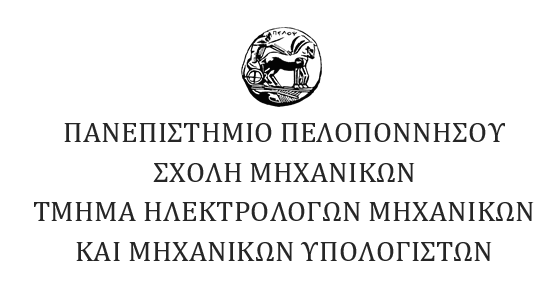 ΠΑΝΕΠΙΣΤΗΜΙΟ ΠΕΛΟΠΟΝΝΗΣΟΥ
ΣΧΟΛΗ ΜΗΧΑΝΙΚΩΝ
ΤΜΗΜΑ ΗΛΕΚΤΡΟΛΟΓΩΝ ΜΗΧΑΝΙΚΩΝ
ΚΑΙ ΜΗΧΑΝΙΚΩΝ ΥΠΟΛΟΓΙΣΤΩΝ